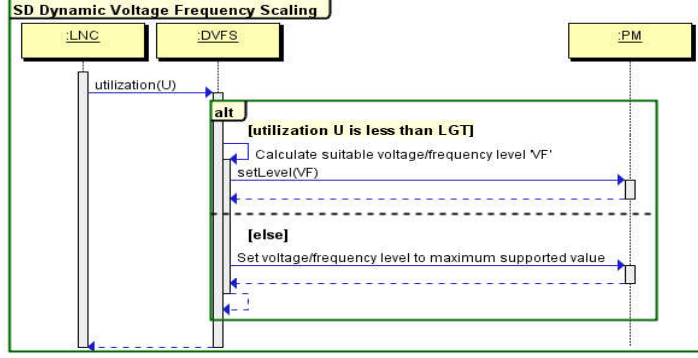 SD Dynamic Voltage Frequency Scaling
:LNC
:DVFS
:PM
utilization(U)
alt
[utilization U is less than LGT]
Calculate suitable voltage/frequency level 'VF'
setLevel(VF)
[else]
Set voltage/frequency level to maximum supported value